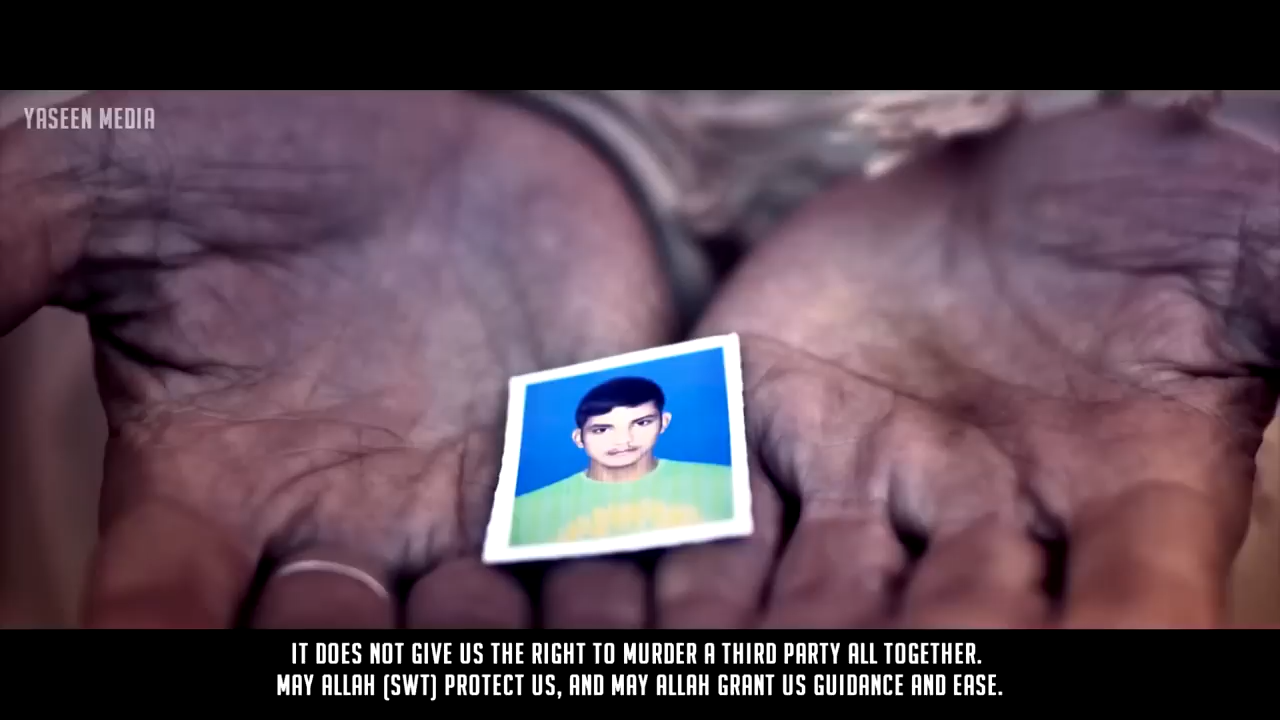 YASEEN MEDIA
IT DOES NOT GIVE US THE RIGHT TO MURDER A THIRD PARTY ALL TOGETHER.
MAY ALLAH (SWT) PROTECT US, AND MAY ALLAH GRANT US GUIDANCE AND EASE.